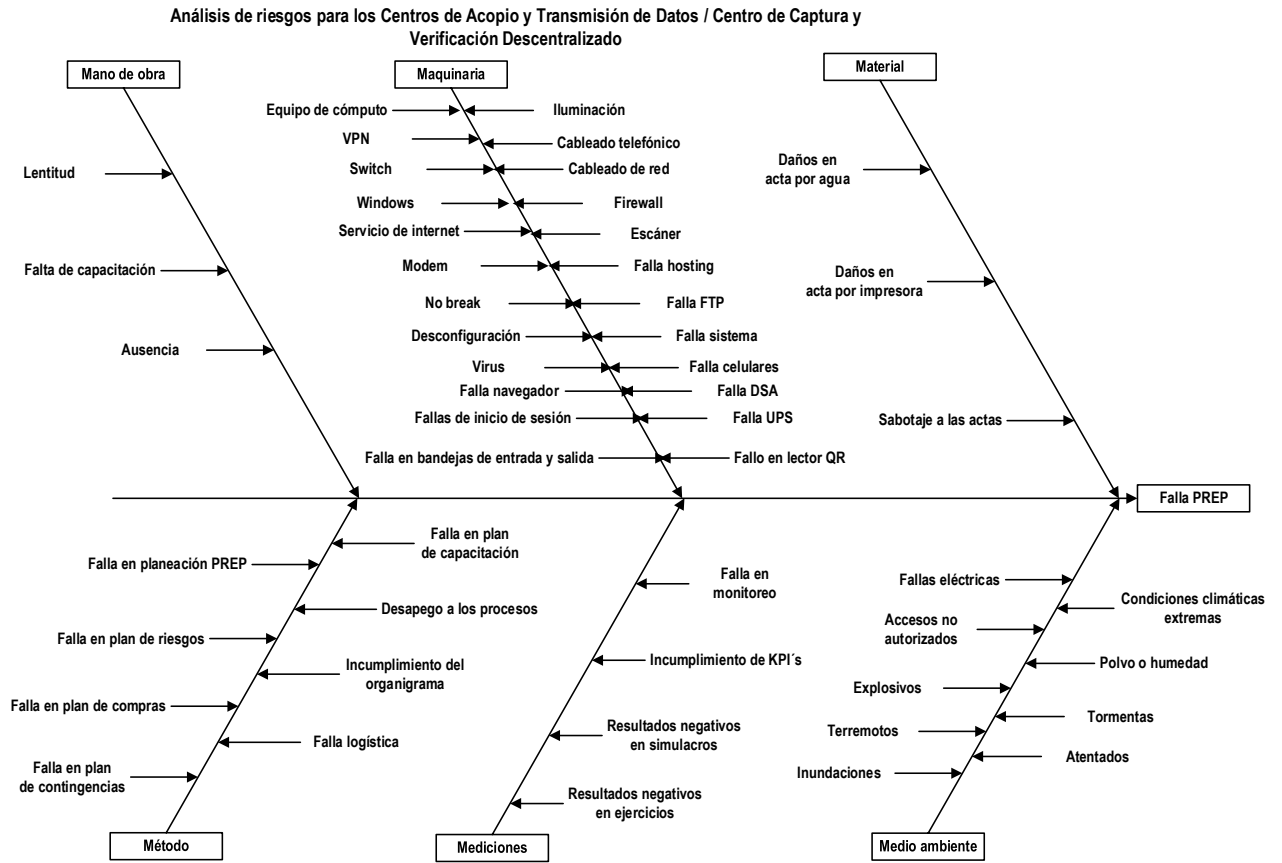 Análisis de riesgos para los Centros de Acopio y Transmisión de Datos / Centro de Captura y
Verificación Descentralizado
Mano de obra
Maquinaria
Material
Lentitud
Falta de capacitación
Ausencia
Equipo de cómputo
Iluminación
VPN
Cableado telefónico
Switch
Cableado de red
Windows
Firewall
Servicio de internet
Escáner
Modem
Falla hosting
No break
Falla FTP
Desconfiguración
Falla sistema
Virus
Falla celulares
Falla navegador
Falla DSA
Fallas de inicio de sesión
Falla UPS
Falla en bandejas de entrada y salida
Fallo en lector QR
Daños en
acta por agua
Daños en
acta por impresora
Sabotaje a las actas
Falla PREP
Falla en plan
de capacitación
Falla en planeación PREP
Desapego a los procesos
Falla en plan de riesgos
Incumplimiento del
organigrama
Falla en plan de compras
Falla logística
Falla en plan
de contingencias
Falla en
monitoreo
Incumplimiento de KPI´s
Resultados negativos
en simulacros
Resultados negativos
en ejercicios
Fallas eléctricas
Condiciones climáticas
extremas
Accesos no
autorizados
Polvo o humedad
Explosivos
Tormentas
Terremotos
Atentados
Inundaciones
Método
Mediciones
Medio ambiente